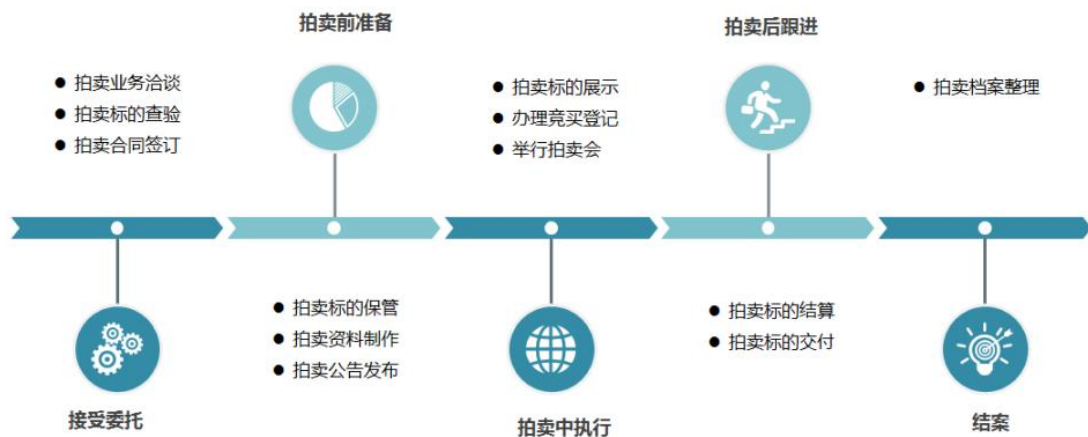 接受委托
拍卖业务洽谈
拍卖标的查验
拍卖合同签订
拍卖前准备
拍卖标的保管
拍卖资料制作
拍卖公告发布
拍卖中执行
拍卖标的展示
办理竞买登记
举行拍卖会
拍卖后跟进
拍卖标的结算
拍卖标的交付
结案
拍卖档案整理